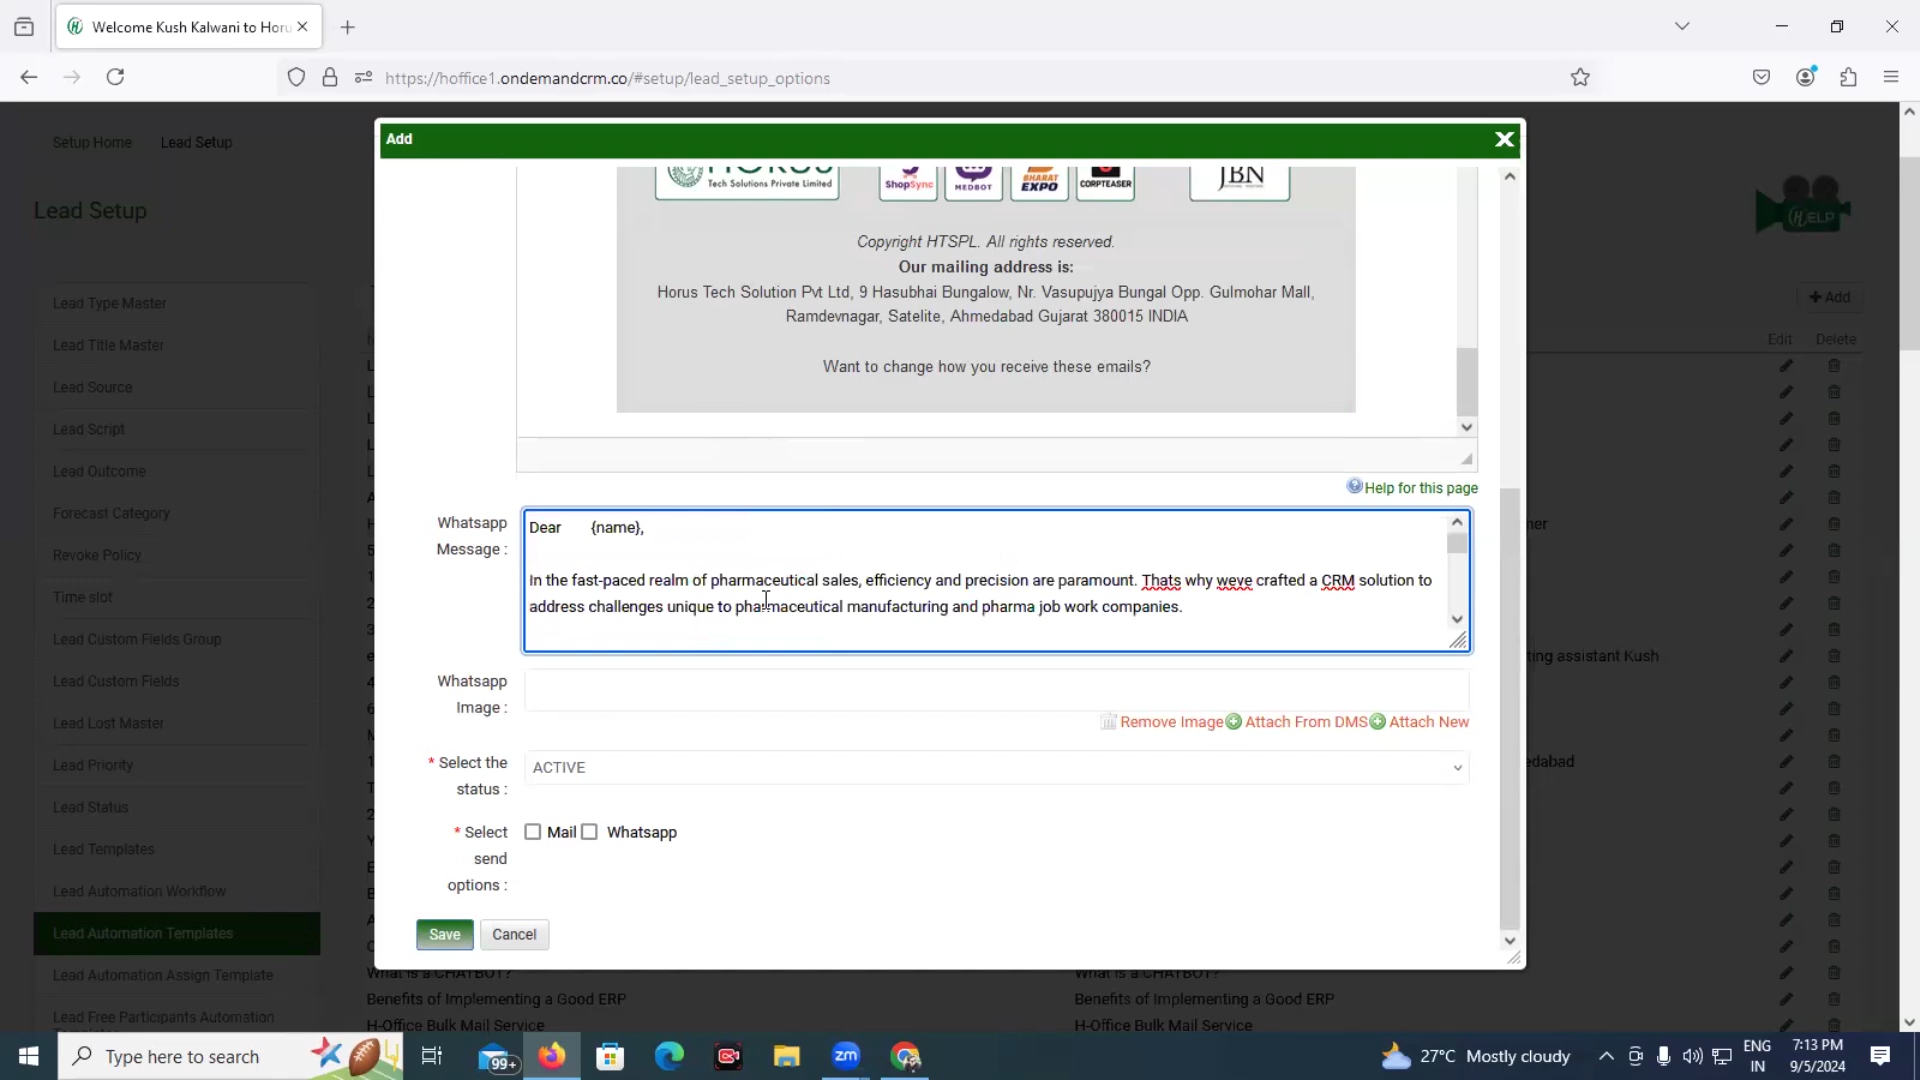 Welcome Kush Kalwani to Horu
https://hoffice1.ondemandcrm.co/#setup/lead_setup_options
Setup Home
Lead Setup
Lead Setup
HELP
Lead Type Master
Lead Title Master
Lead Source
Lead Script
Lead Outcome
Forecast Category
Revoke Policy
Time slot
Lead Custom Fields Group
Lead Custom Fields
Lead Lost Master
Lead Priority
Lead Status
Lead Templates
Lead Automation Workflow
Lead Automation Templates
Lead Automation Assign Template
Lead Free Participants Automation
Add
Edit Delete
ting assistant Kush
Add
HORUS
Tech Solutions Private Limited
ShopSync
MEDBOT
BHARAT
EXPO
CORPTEASER
JBN
Copyright HTSPL. All rights reserved.
Our mailing address is:
Horus Tech Solution Pvt Ltd, 9 Hasubhai Bungalow, Nr. Vasupujya Bungal Opp. Gulmohar Mall,
Ramdevnagar, Satelite, Ahmedabad Gujarat 380015 INDIA
Want to change how you receive these emails?
Help for this page
Whatsapp
Message :
Dear {name},
In the fast-paced realm of pharmaceutical sales, efficiency and precision are paramount. Thats why weve crafted a CRM solution to
address challenges unique to pharmaceutical manufacturing and pharma job work companies.
Whatsapp
Image :
Remove Image Attach From DMS Attach New
* Select the
status :
ACTIVE
* Select
send
options :
Mail Whatsapp
Save Cancel
What is a CHATBOT? What is a CHATBOT?
Benefits of Implementing a Good ERP Benefits of Implementing a Good ERP
H-Office Bulk Mail Service H-Office Bulk Mail Service
Type here to search
99+
zm
27°C Mostly cloudy
ENG
IN
7:13 PM
9/5/2024